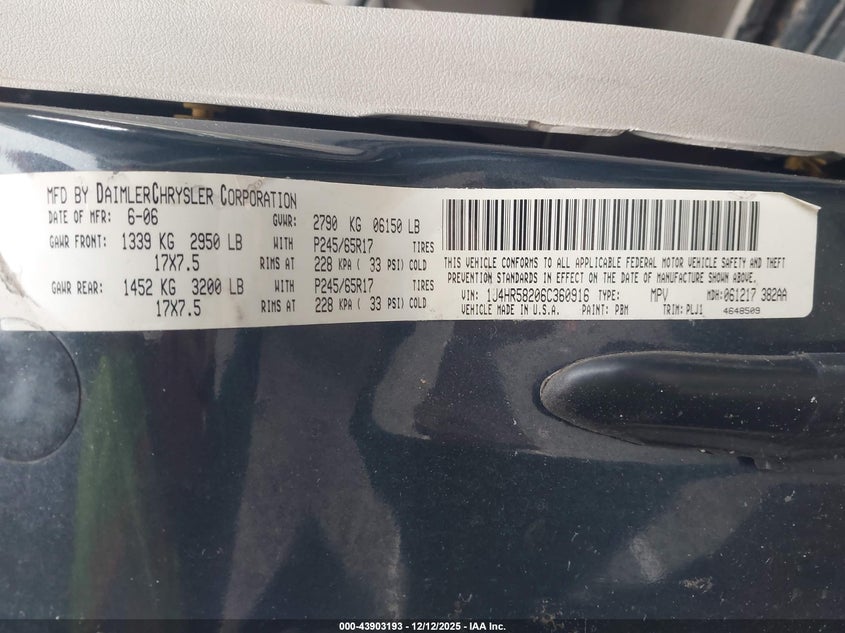 MFD BY DAIMLERCHRYSLER CORPORATION
DATE OF MFR: 6-06 GVWR: 2790 KG 06150 LB
GAWR FRONT: 1339 KG 2950 LB WITH P245/65R17 TIRES
17X7.5 RIMS AT 228 KPA ( 33 PSI) COLD
GAWR REAR: 1452 KG 3200 LB WITH P245/65R17 TIRES
17X7.5 RIMS AT 228 KPA ( 33 PSI) COLD
THIS VEHICLE CONFORMS TO ALL APPLICABLE FEDERAL MOTOR VEHICLE SAFETY AND THEFT
PREVENTION STANDARDS IN EFFECT ON THE DATE OF MANUFACTURE SHOWN ABOVE.
VIN: 1J4HR58206C360916 TYPE: MPV MDH: 061217 382AA
VEHICLE MADE IN U.S.A. PAINT: PBM TRIM: PLJ1 4648509
000-43903193 - 12/12/2025 - IAA Inc.